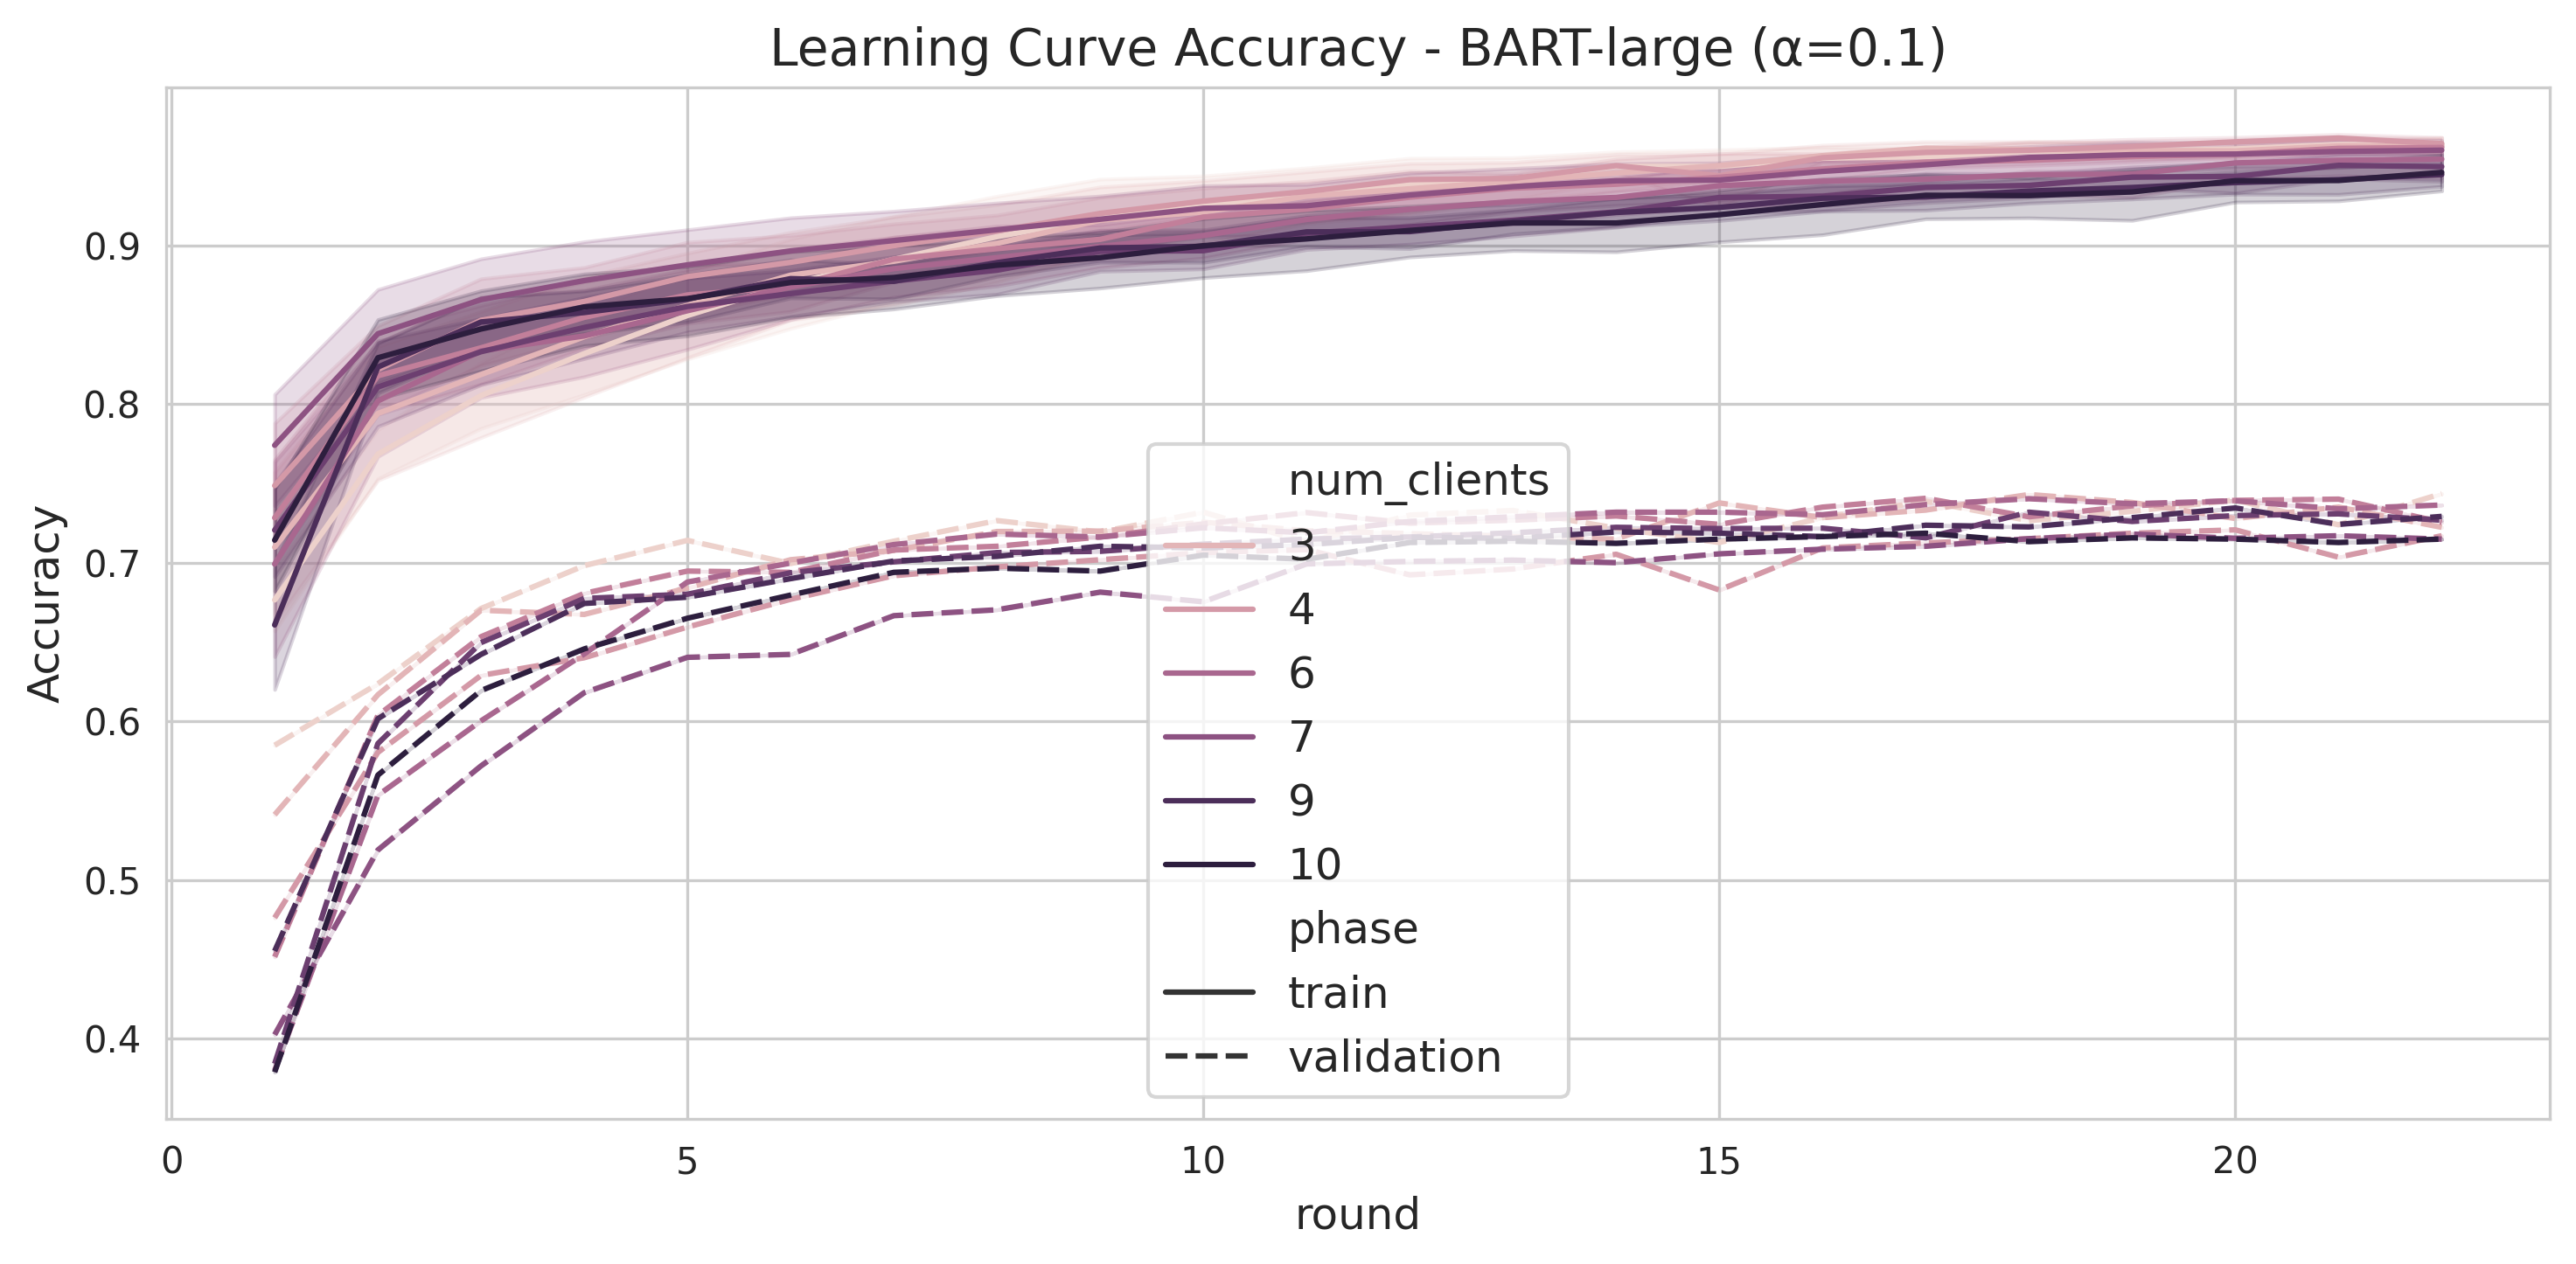 Learning Curve Accuracy - BART-large (α=0.1)
Accuracy
0.9
0.8
0.7
0.6
0.5
0.4
num_clients
3
4
6
7
9
10
phase
train
validation
0 5 10 15 20
round